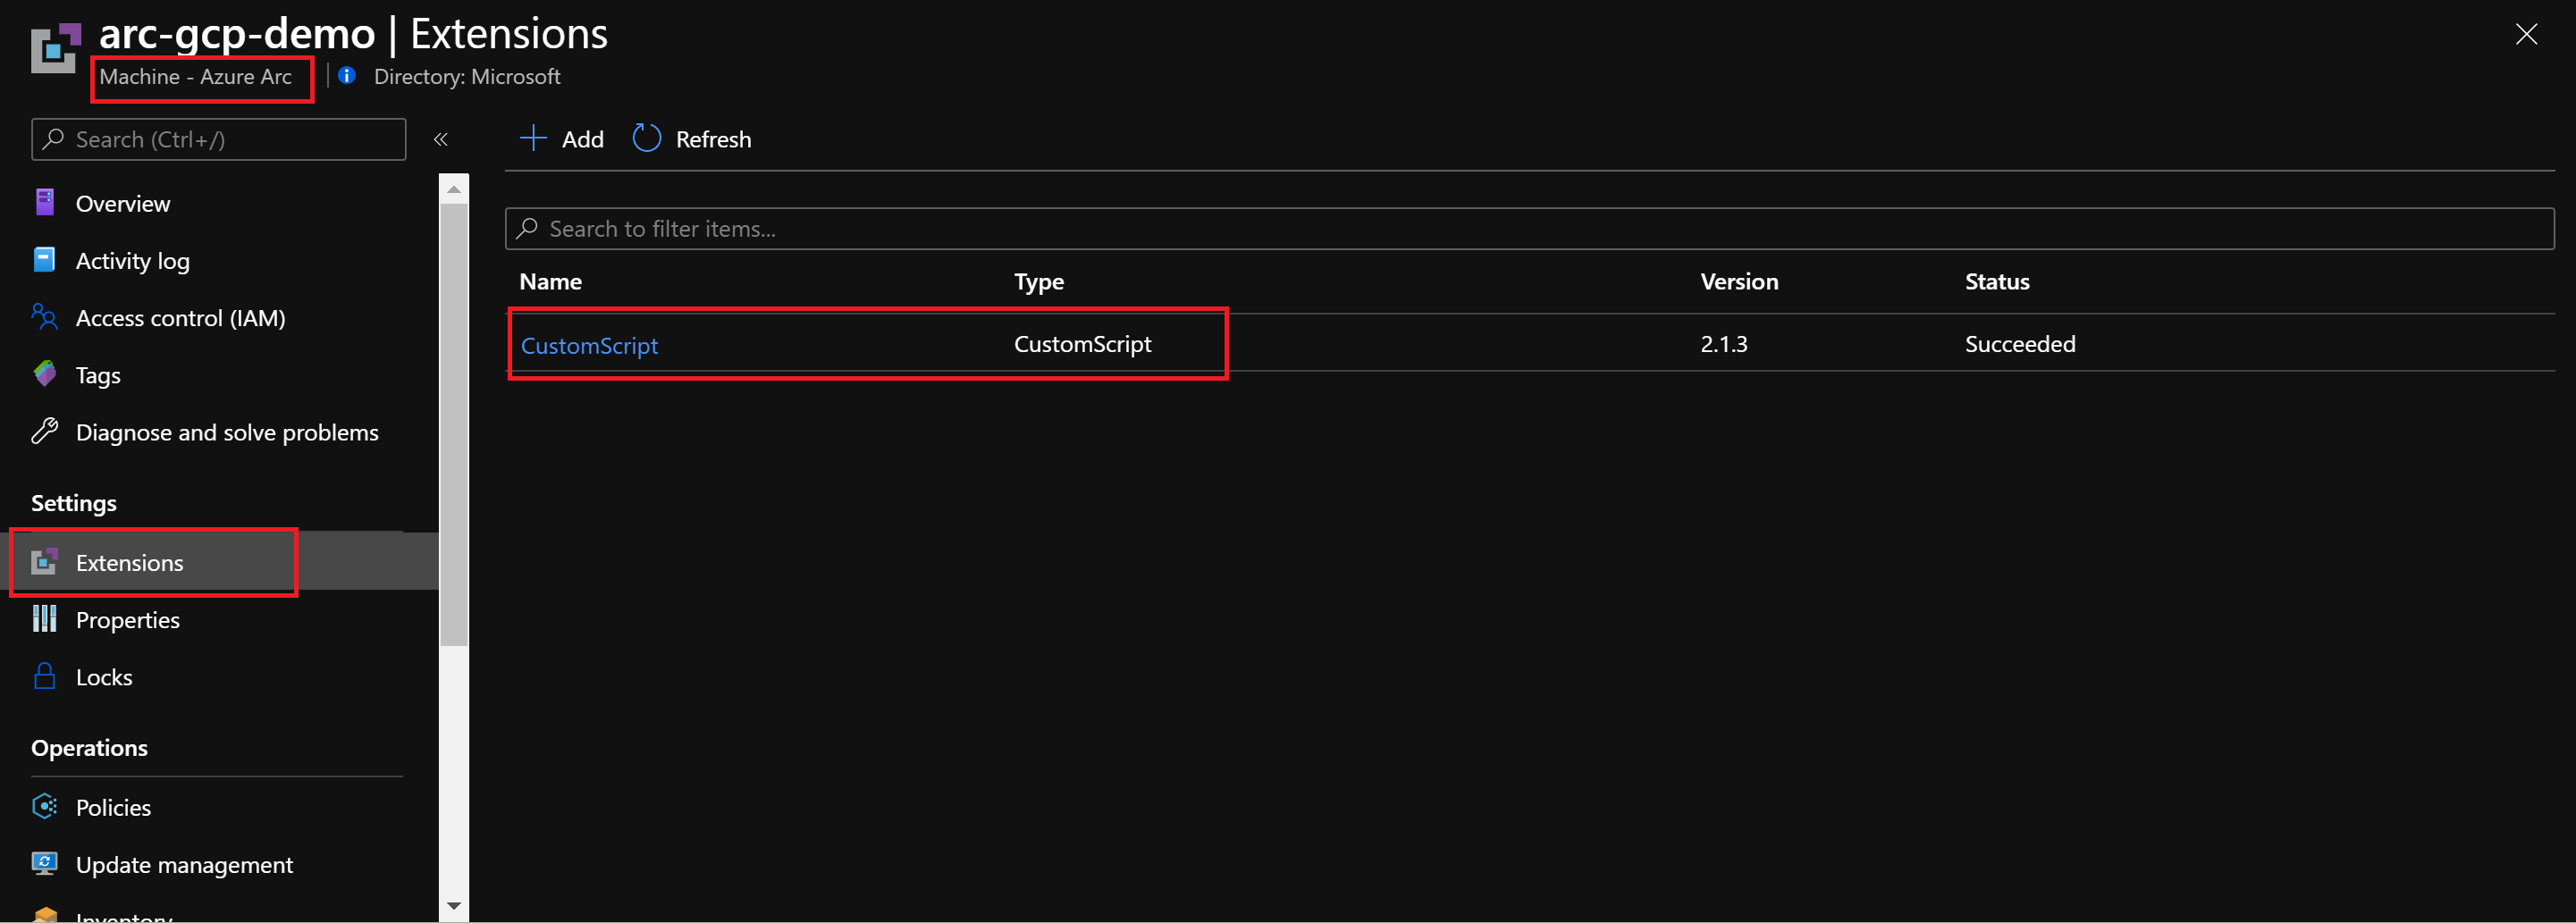 arc-gcp-demo | Extensions
Machine - Azure Arc
Directory: Microsoft
Search (Ctrl+/)
Overview
Activity log
Access control (IAM)
Tags
Diagnose and solve problems
Settings
Extensions
Properties
Locks
Operations
Policies
Update management
Inventory
Add Refresh
Search to filter items...
Name Type Version Status
CustomScript CustomScript 2.1.3 Succeeded